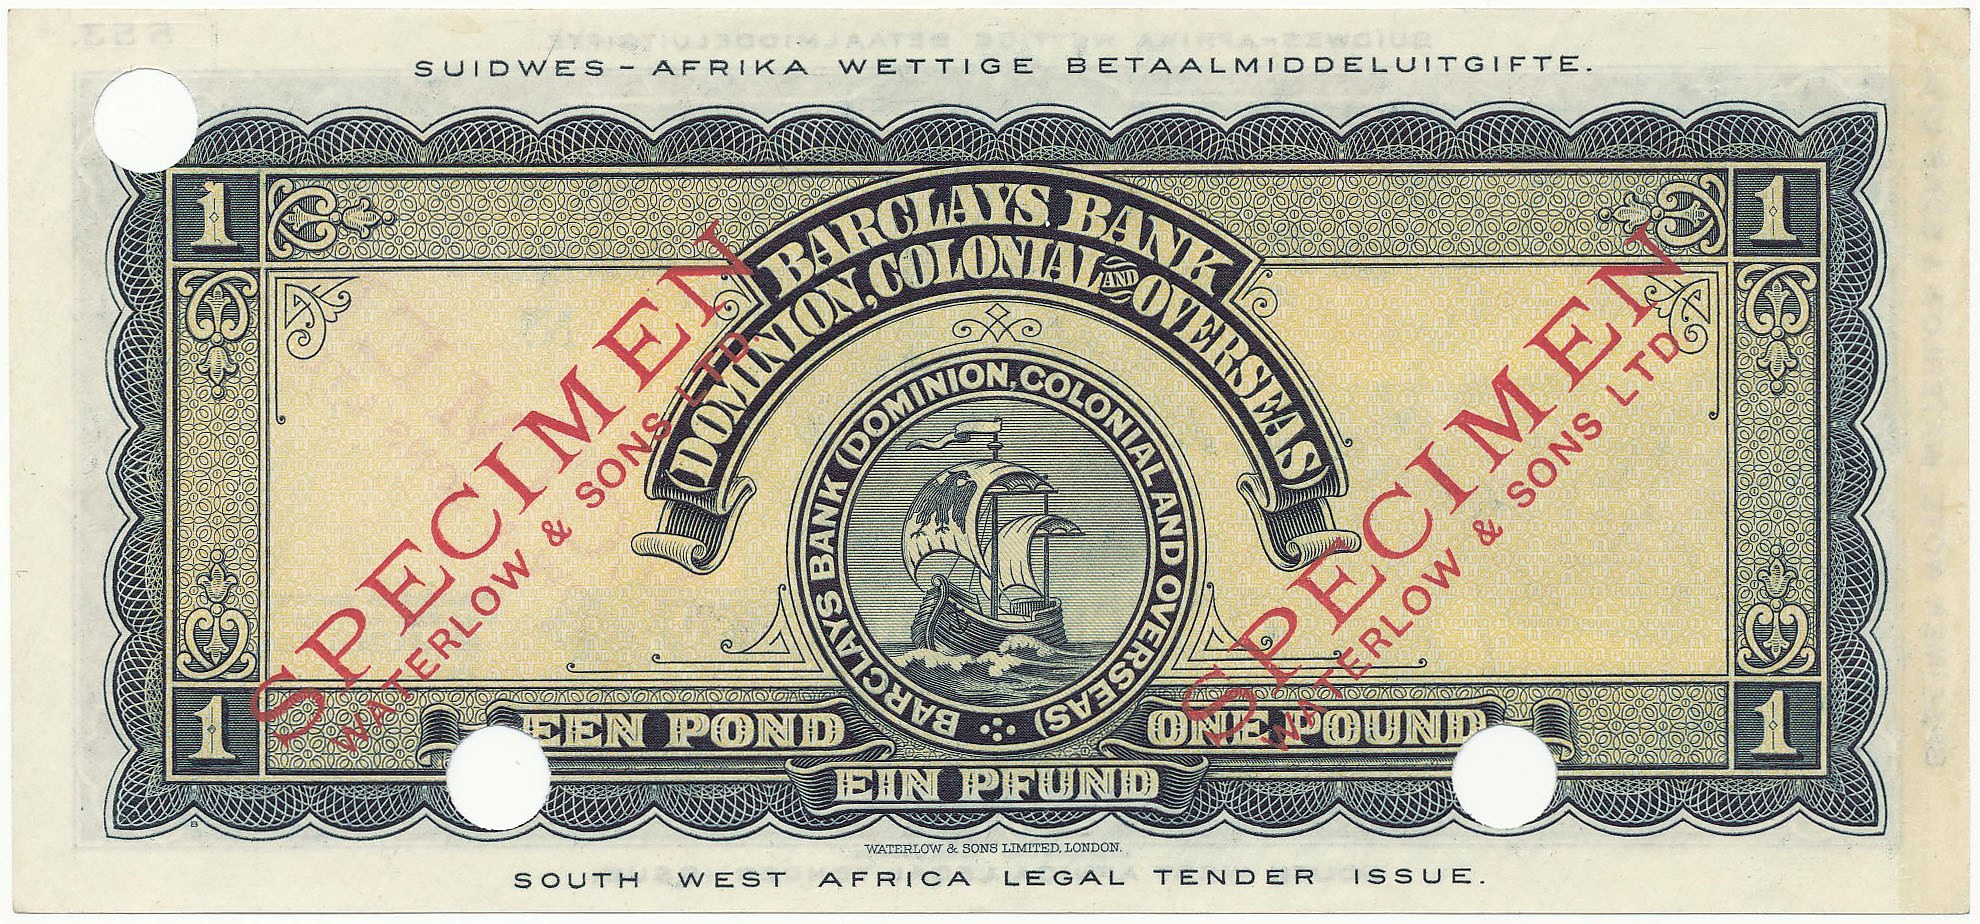 SUIDWES-AFRIKA WETTIGE BETAALMIDDELUITGIFTE.
1
1
BARCLAYS BANK
(DOMINION, COLONIAL AND OVERSEAS)
SPECIMEN
WATERLOW & SONS LTD.
SPECIMEN
WATERLOW & SONS LTD.
BARCLAYS BANK (DOMINION, COLONIAL AND OVERSEAS)
1
EEN POND
ONE POUND
1
EIN PFUND
WATERLOW & SONS LIMITED, LONDON.
SOUTH WEST AFRICA LEGAL TENDER ISSUE.